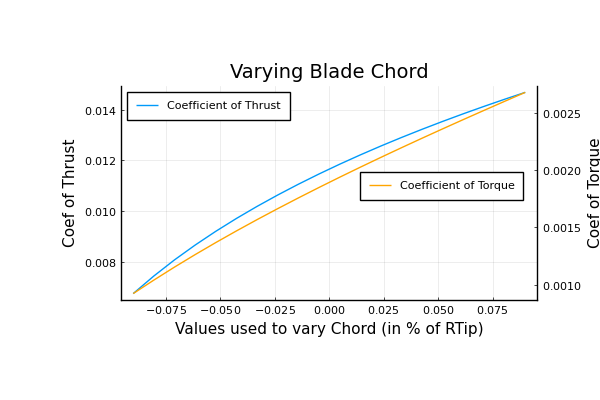 Varying Blade Chord
Coefficient of Thrust
Coefficient of Torque
Coef of Thrust
Coef of Torque
0.014
0.012
0.010
0.008
0.0025
0.0020
0.0015
0.0010
−0.075 −0.050 −0.025 0.000 0.025 0.050 0.075
Values used to vary Chord (in % of RTip)